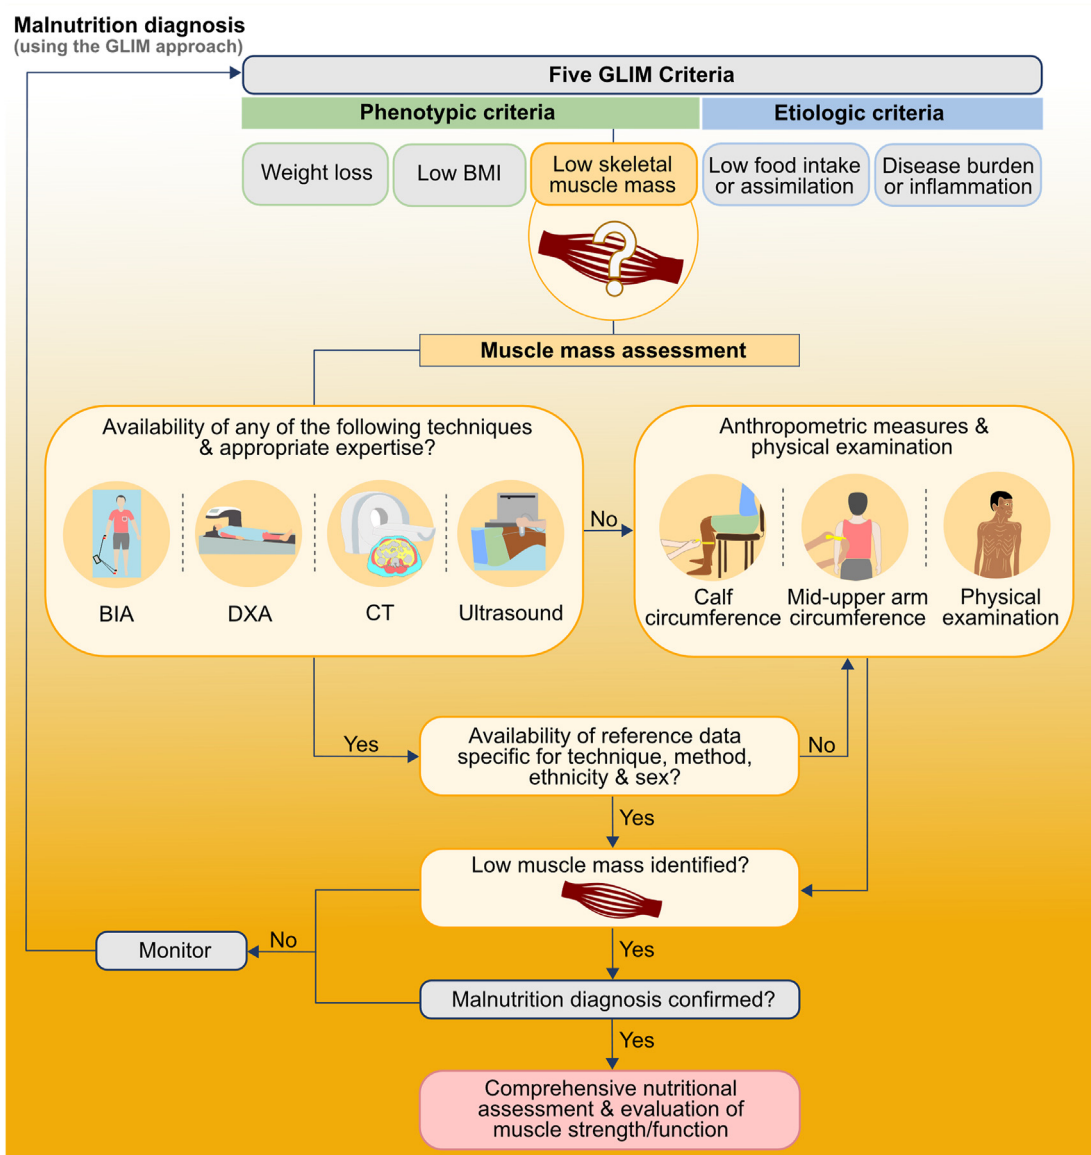 Malnutrition diagnosis
(using the GLIM approach)
Five GLIM Criteria
Phenotypic criteria
Etiologic criteria
Weight loss
Low BMI
Low skeletal
muscle mass
Low food intake
or assimilation
Disease burden
or inflammation
?
Muscle mass assessment
Availability of any of the following techniques
& appropriate expertise?
BIA
DXA
CT
Ultrasound
No
Anthropometric measures &
physical examination
Calf
circumference
Mid-upper arm
circumference
Physical
examination
Yes
Availability of reference data
specific for technique, method,
ethnicity & sex?
No
Yes
Low muscle mass identified?
Monitor
No
Yes
Malnutrition diagnosis confirmed?
Yes
Comprehensive nutritional
assessment & evaluation of
muscle strength/function